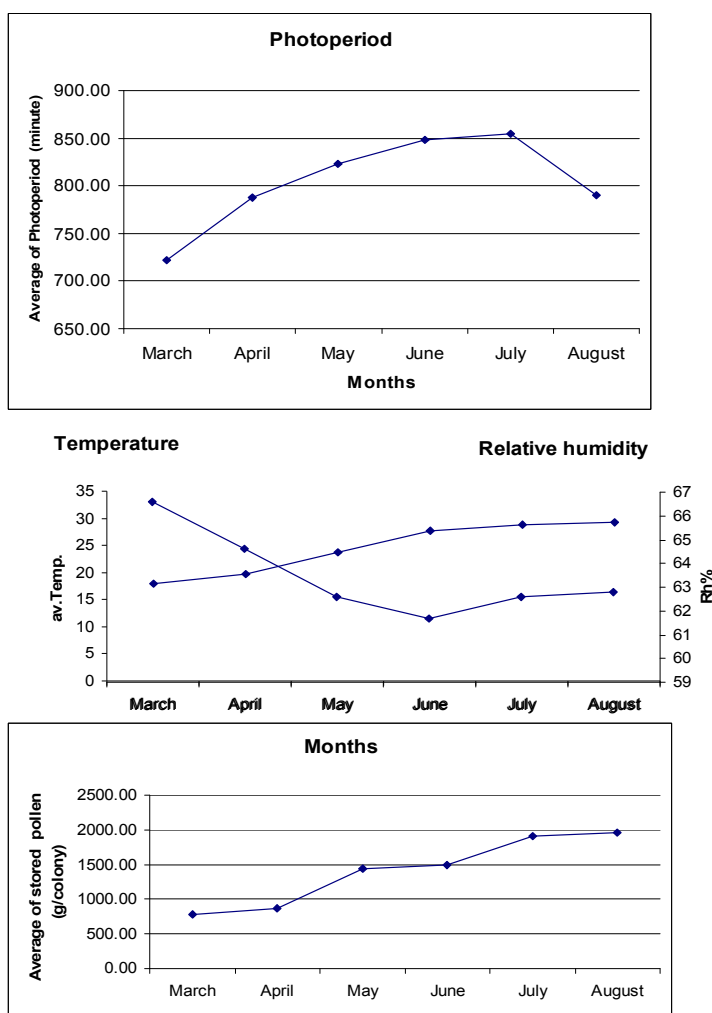 Photoperiod
Average of Photoperiod (minute)
900.00
850.00
800.00
750.00
700.00
650.00
March April May June July August
Months
Temperature
Relative humidity
av.Temp.
35
30
25
20
15
10
5
0
67
66
65
64
63
62
61
60
59
Rh%
March April May June July August
Months
Average of stored pollen
(g/colony)
2500.00
2000.00
1500.00
1000.00
500.00
0.00
March April May June July August